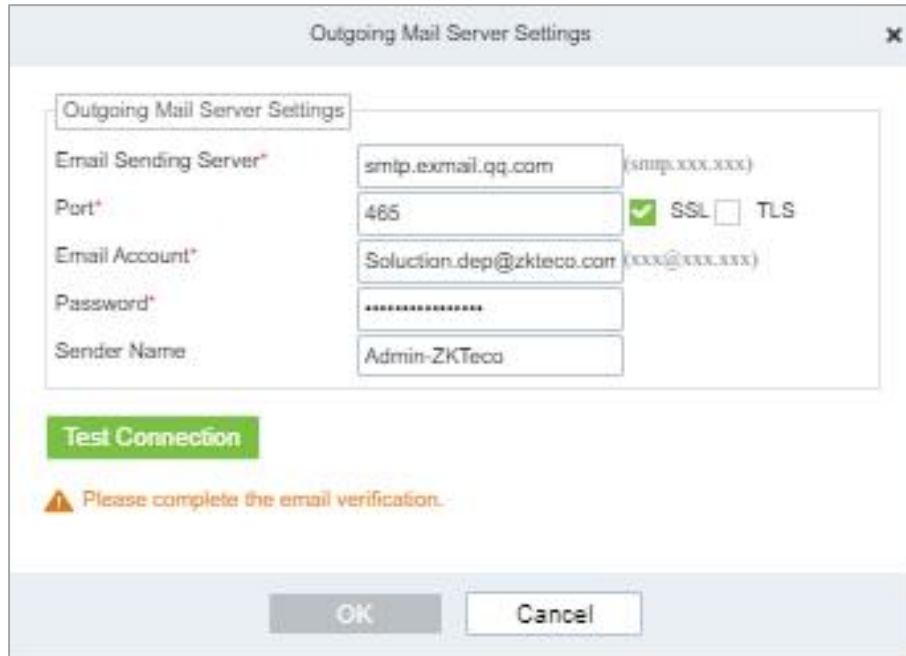 Outgoing Mail Server Settings
Outgoing Mail Server Settings
Email Sending Server* smtp.exmail.qq.com (smtp.xxx.xxx)
Port* 465 SSL TLS
Email Account* Soluction.dep@zkteco.com (xxx@xxx.xxx)
Password* ••••••••••••••••
Sender Name Admin-ZKTeco
Test Connection
Please complete the email verification.
OK Cancel